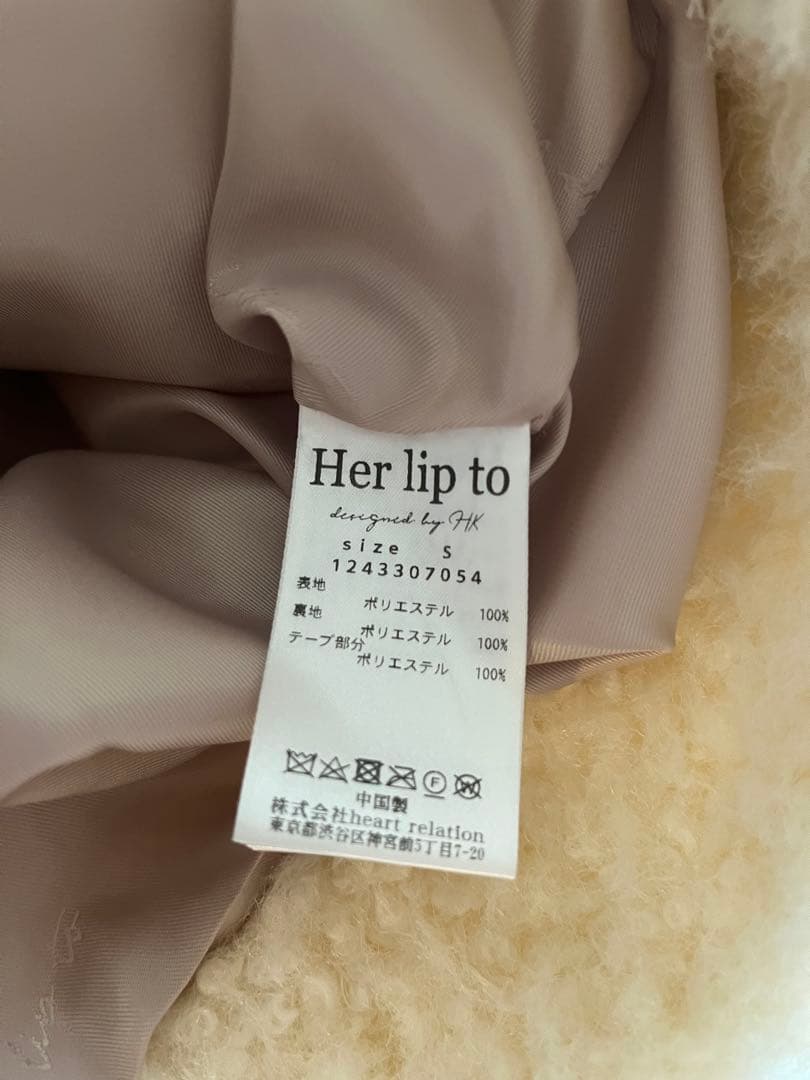 Her lip to
designed by HK
size S
1243307054
表地
ポリエステル 100%
裏地
ポリエステル 100%
テープ部分
ポリエステル 100%
F W
中国製
株式会社heart relation
東京都渋谷区神宮前5丁目7-20